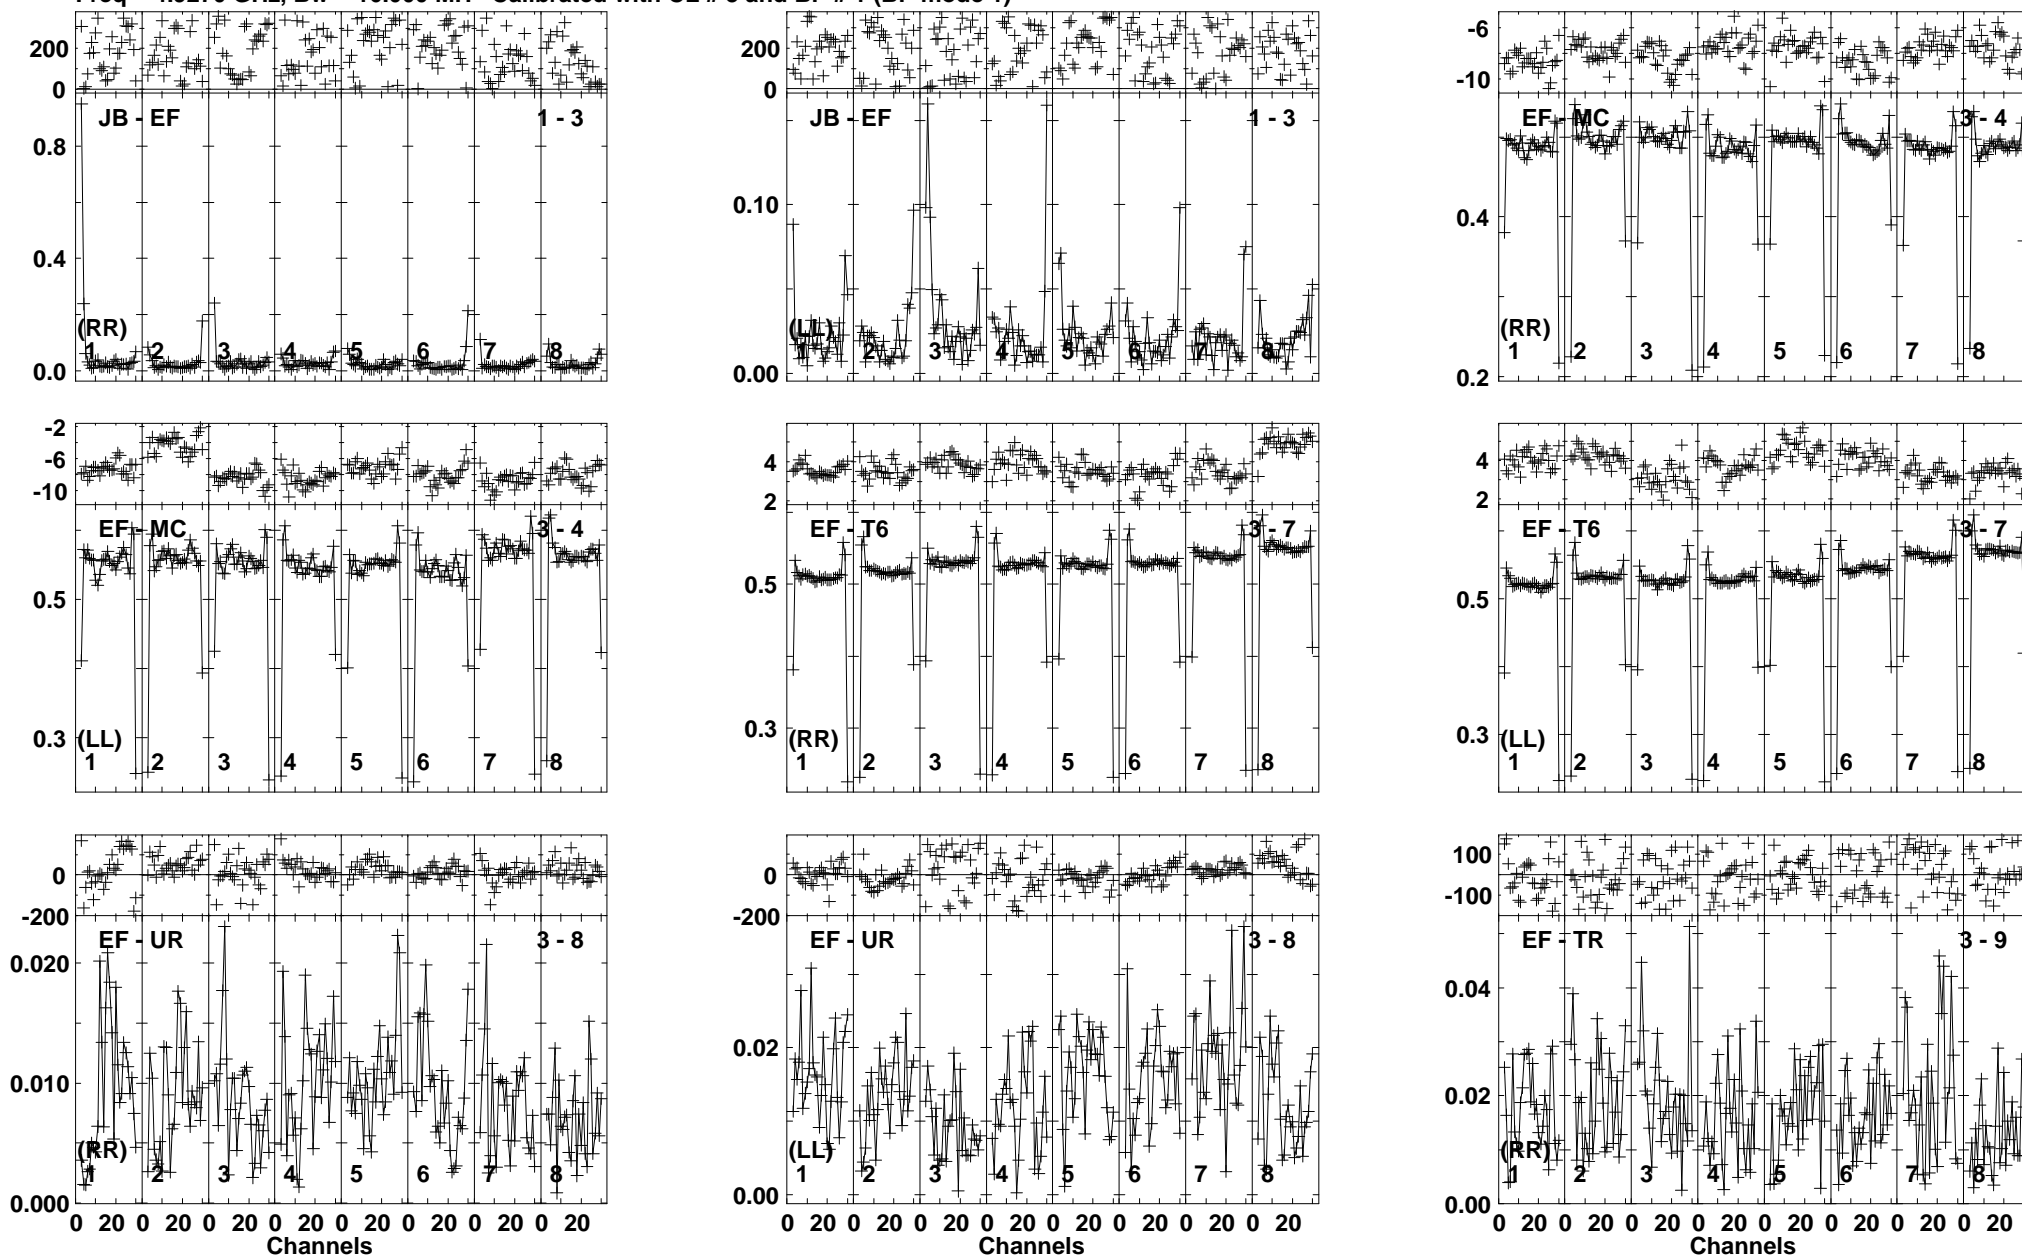 200
0
JB - EF
1 - 3
0.8
0.4
0.0
(RR)
1 2 3 4 5 6 7 8
200
0
JB - EF
1 - 3
0.10
0.00
(LL)
1 2 3 4 5 6 7 8
-6
-10
EF - MC
3 - 4
0.4
0.2
(RR)
1 2 3 4 5 6 7 8
-2
-6
-10
EF - MC
3 - 4
0.5
0.3
(LL)
1 2 3 4 5 6 7 8
4
2
EF - T6
3 - 7
0.5
0.3
(RR)
1 2 3 4 5 6 7 8
4
2
EF - T6
3 - 7
0.5
0.3
(LL)
1 2 3 4 5 6 7 8
0
-200
EF - UR
3 - 8
0.020
0.010
0.000
(RR)
1 2 3 4 5 6 7 8
0 20 0 20 0 20 0 20 0 20 0 20 0 20 0 20
Channels
0
-200
EF - UR
3 - 8
0.02
0.00
(LL)
1 2 3 4 5 6 7 8
0 20 0 20 0 20 0 20 0 20 0 20 0 20 0 20
Channels
100
-100
EF - TR
3 - 9
0.04
0.02
0.00
(RR)
1 2 3 4 5 6 7 8
0 20 0 20 0 20 0 20 0 20 0 20 0 20 0 20
Channels